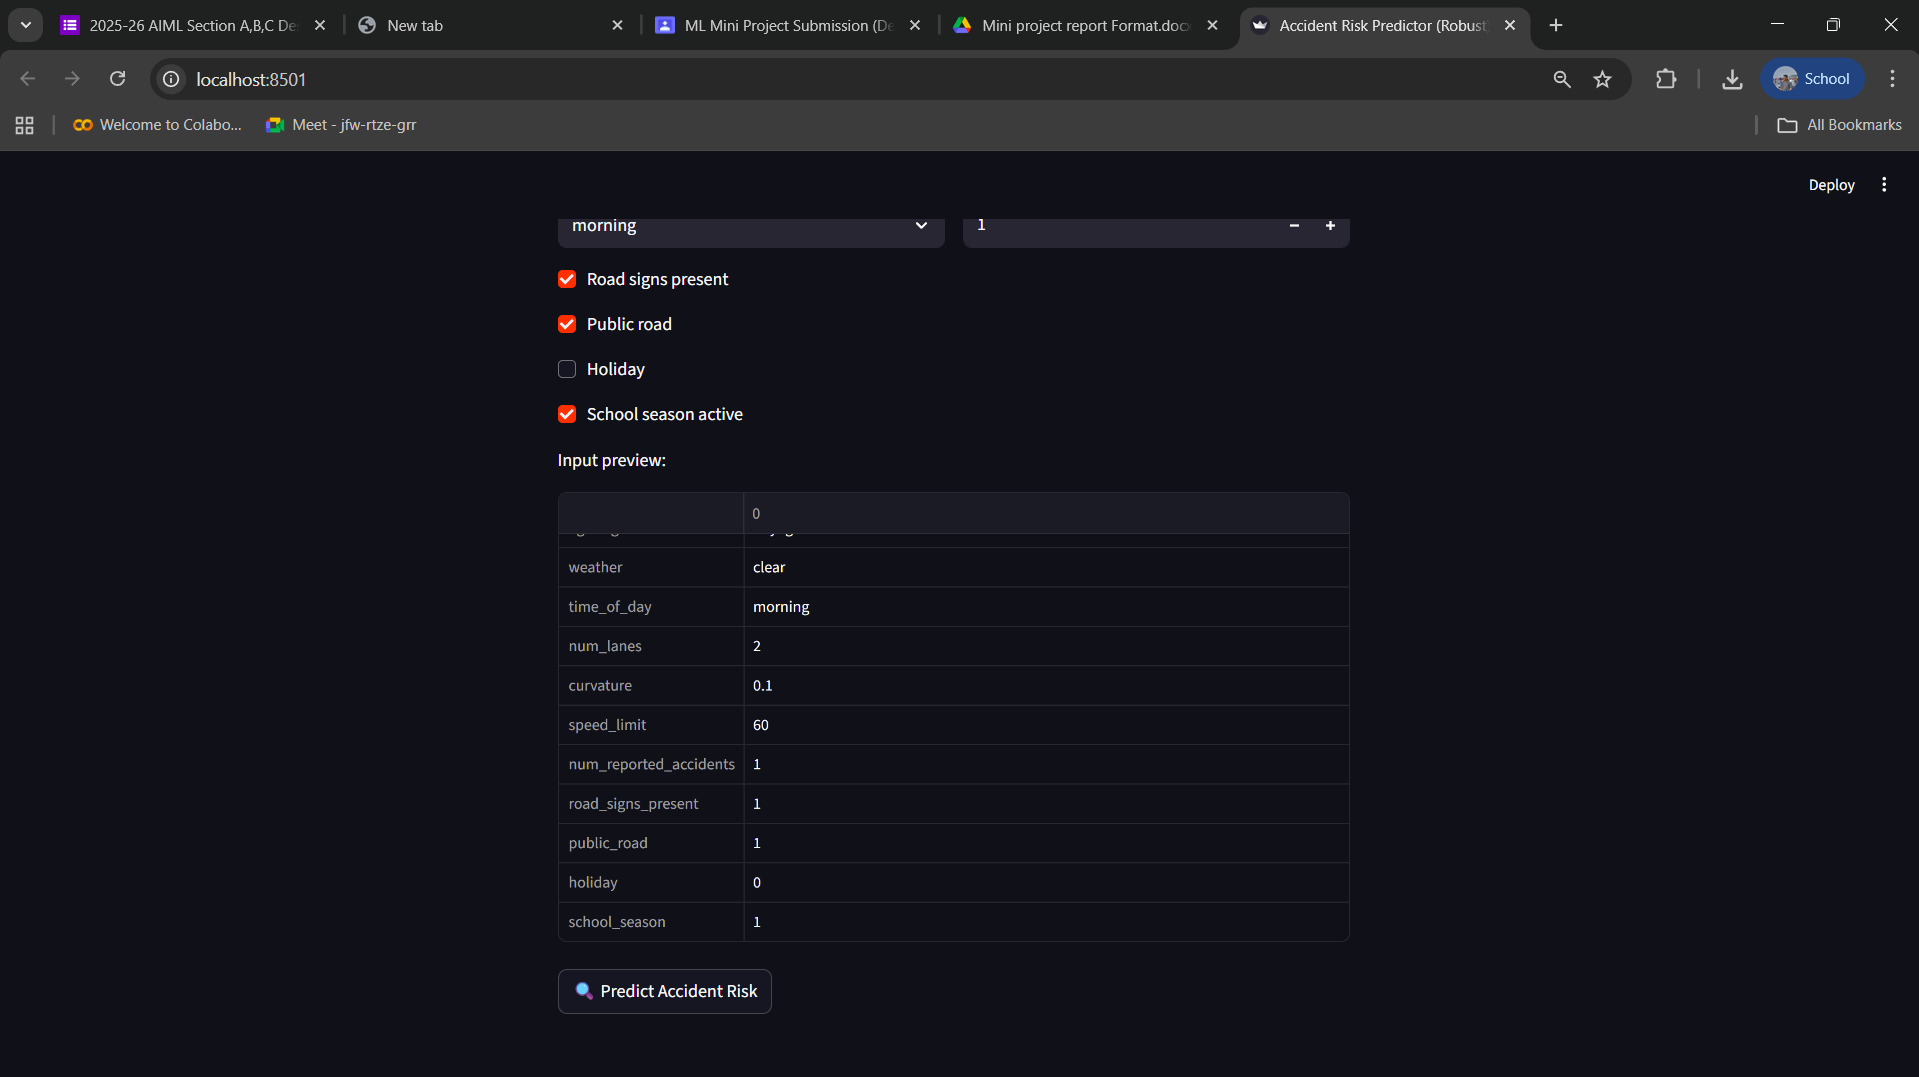 2025-26 AIML Section A,B,C De
New tab
ML Mini Project Submission (De
Mini project report Format.doc
Accident Risk Predictor (Robust
localhost:8501
School
Welcome to Colabo...
Meet - jfw-rtze-grr
All Bookmarks
Deploy
morning
1
Road signs present
Public road
Holiday
School season active
Input preview:
0
weather clear
time_of_day morning
num_lanes 2
curvature 0.1
speed_limit 60
num_reported_accidents 1
road_signs_present 1
public_road 1
holiday 0
school_season 1
Predict Accident Risk